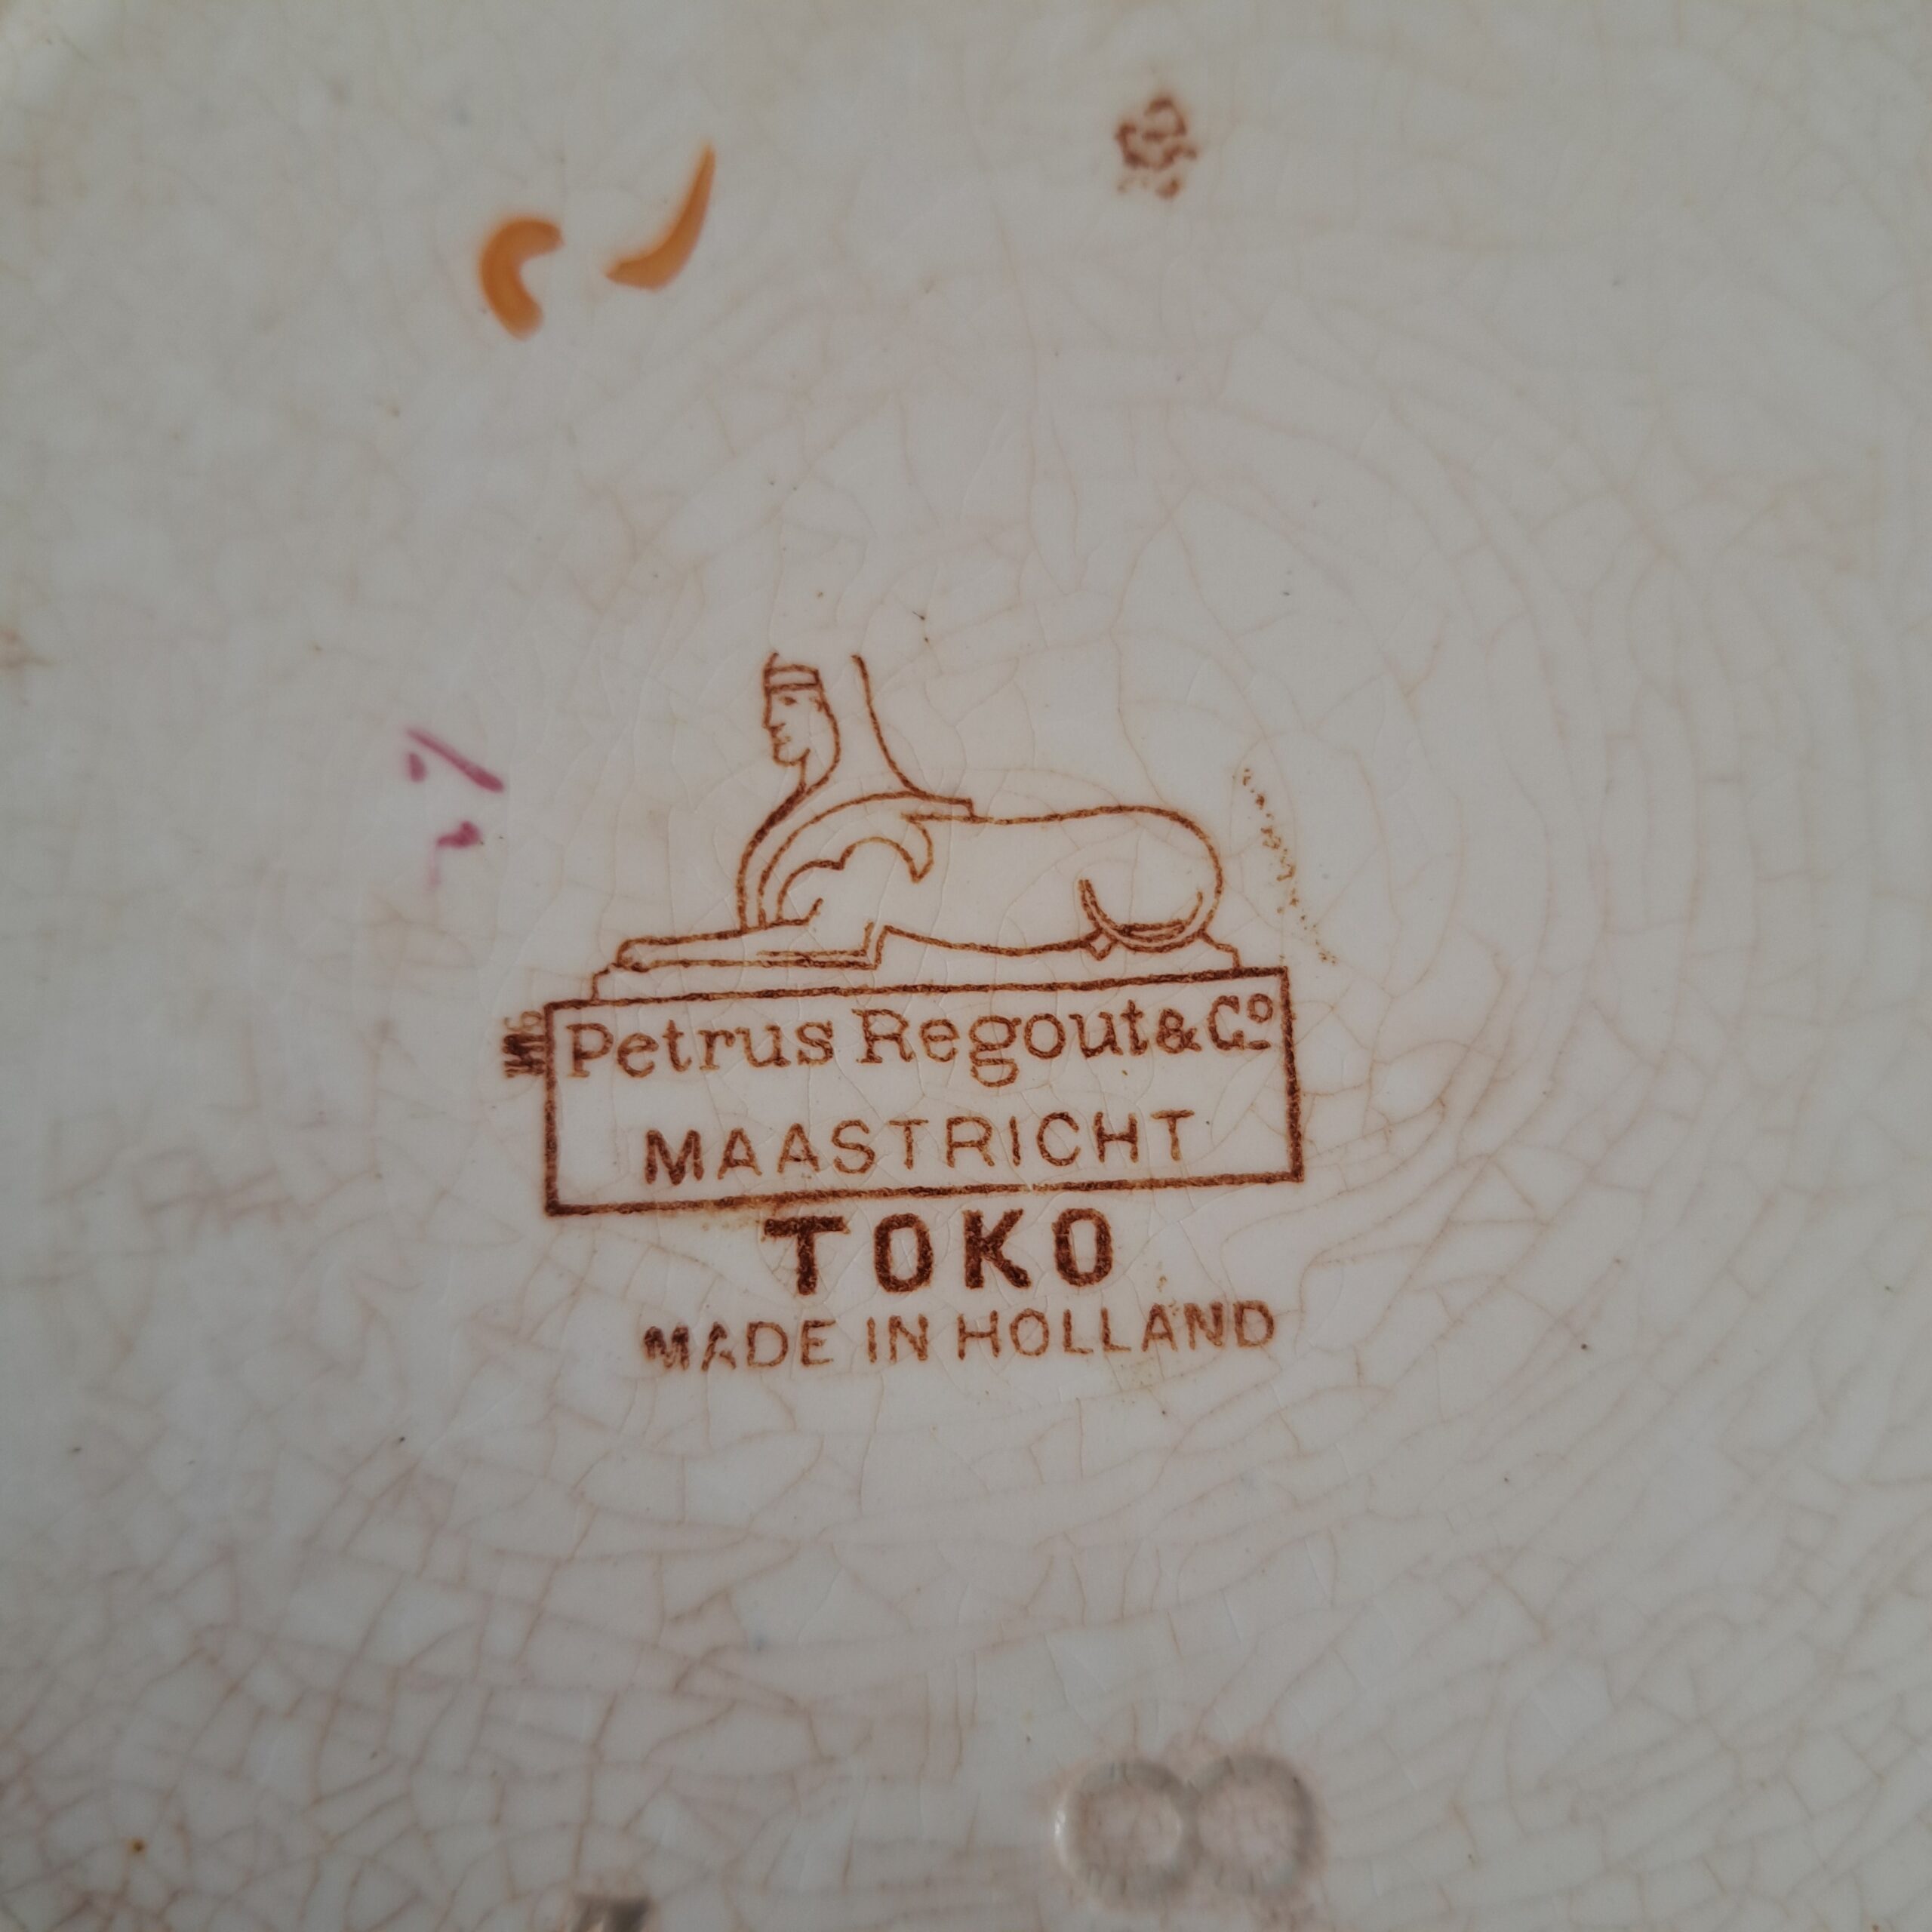 Petrus Regout & Cº
MAASTRICHT
TOKO
MADE IN HOLLAND